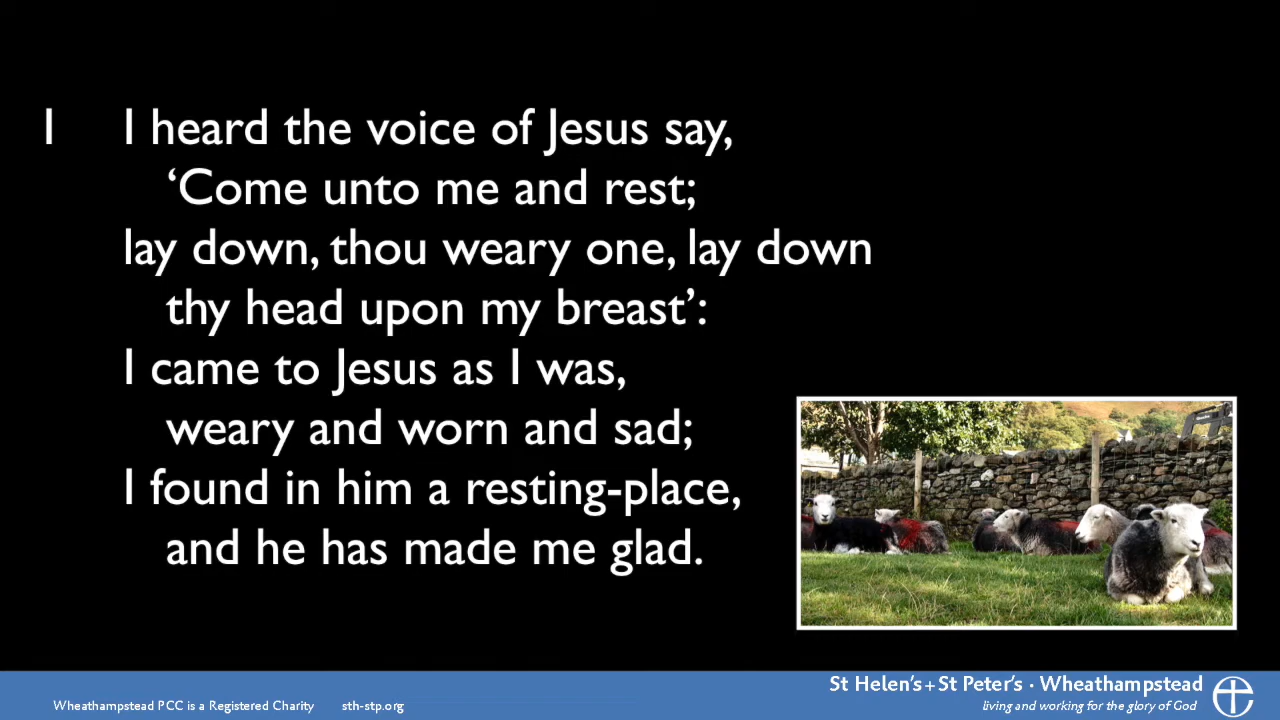 1 I heard the voice of Jesus say,
‘Come unto me and rest;
lay down, thou weary one, lay down
thy head upon my breast’:
I came to Jesus as I was,
weary and worn and sad;
I found in him a resting-place,
and he has made me glad.
St Helen's + St Peter's · Wheathampstead
living and working for the glory of God
Wheathampstead PCC is a Registered Charity sth-stp.org